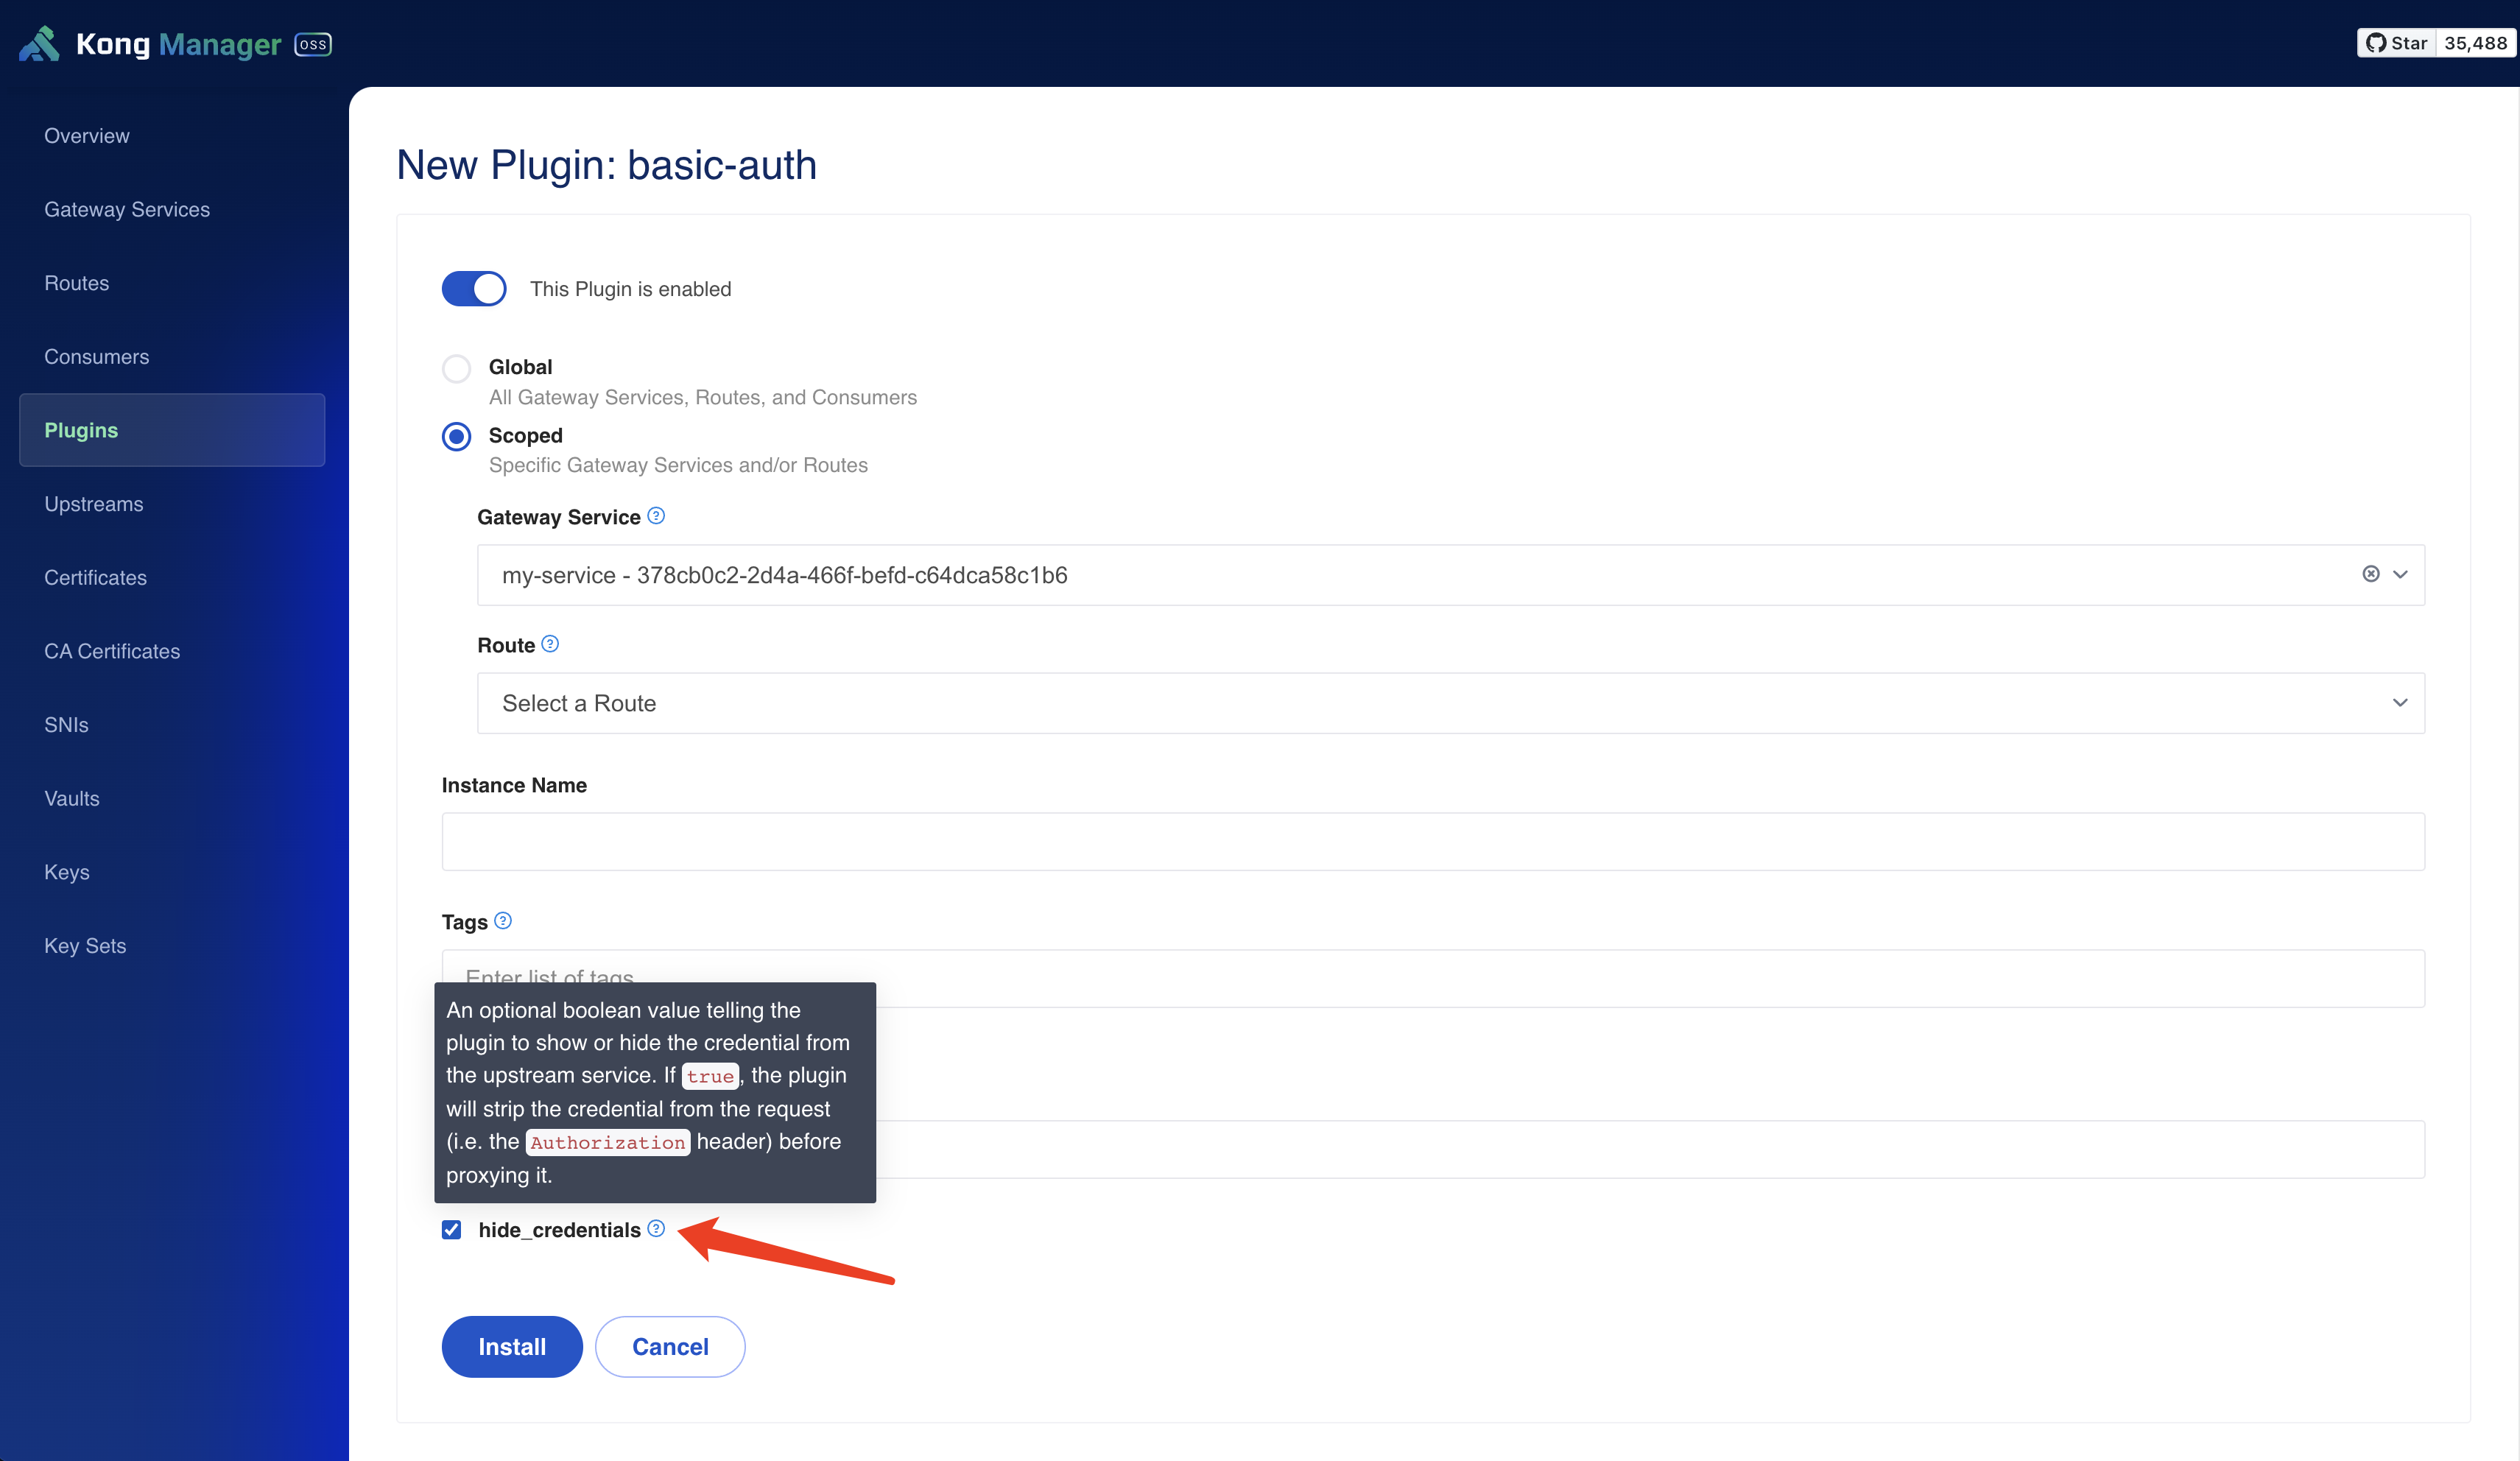 Kong Manager OSS
Star 35,488
Overview
Gateway Services
Routes
Consumers
Plugins
Upstreams
Certificates
CA Certificates
SNIs
Vaults
Keys
Key Sets
New Plugin: basic-auth
This Plugin is enabled
Global
All Gateway Services, Routes, and Consumers
Scoped
Specific Gateway Services and/or Routes
Gateway Service
my-service - 378cb0c2-2d4a-466f-befd-c64dca58c1b6
Route
Select a Route
Instance Name
Tags
Enter list of tags
An optional boolean value telling the
plugin to show or hide the credential from
the upstream service. If true, the plugin
will strip the credential from the request
(i.e. the Authorization header) before
proxying it.
hide_credentials
Install Cancel